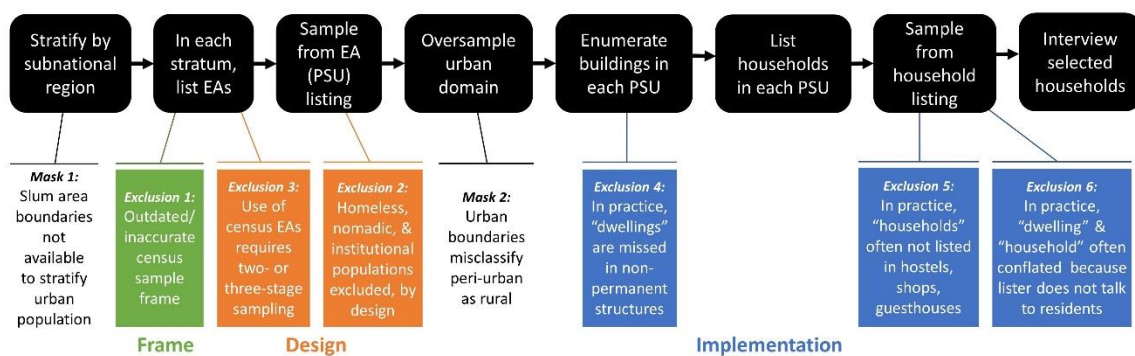 Stratify by
subnational
region
In each
stratum,
list EAs
Sample
from EA
(PSU)
listing
Oversample
urban
domain
Enumerate
buildings in
each PSU
List
households
in each PSU
Sample
from
household
listing
Interview
selected
households
Mask 1:
Slum area
boundaries
not
available
to stratify
urban
population
Exclusion 1:
Outdated/
inaccurate
census
sample
frame
Exclusion 3:
Use of
census EAs
requires
two- or
three-stage
sampling
Exclusion 2:
Homeless,
nomadic, &
institutional
populations
excluded, by
design
Mask 2:
Urban
boundaries
misclassify
peri-urban
as rural
Exclusion 4:
In practice,
“dwellings”
are missed
in non-
permanent
structures
Exclusion 5:
In practice,
“households”
often not listed
in hostels,
shops,
guesthouses
Exclusion 6:
In practice,
“dwelling” &
“household” often
conflated because
lister does not talk
to residents
Frame
Design
Implementation